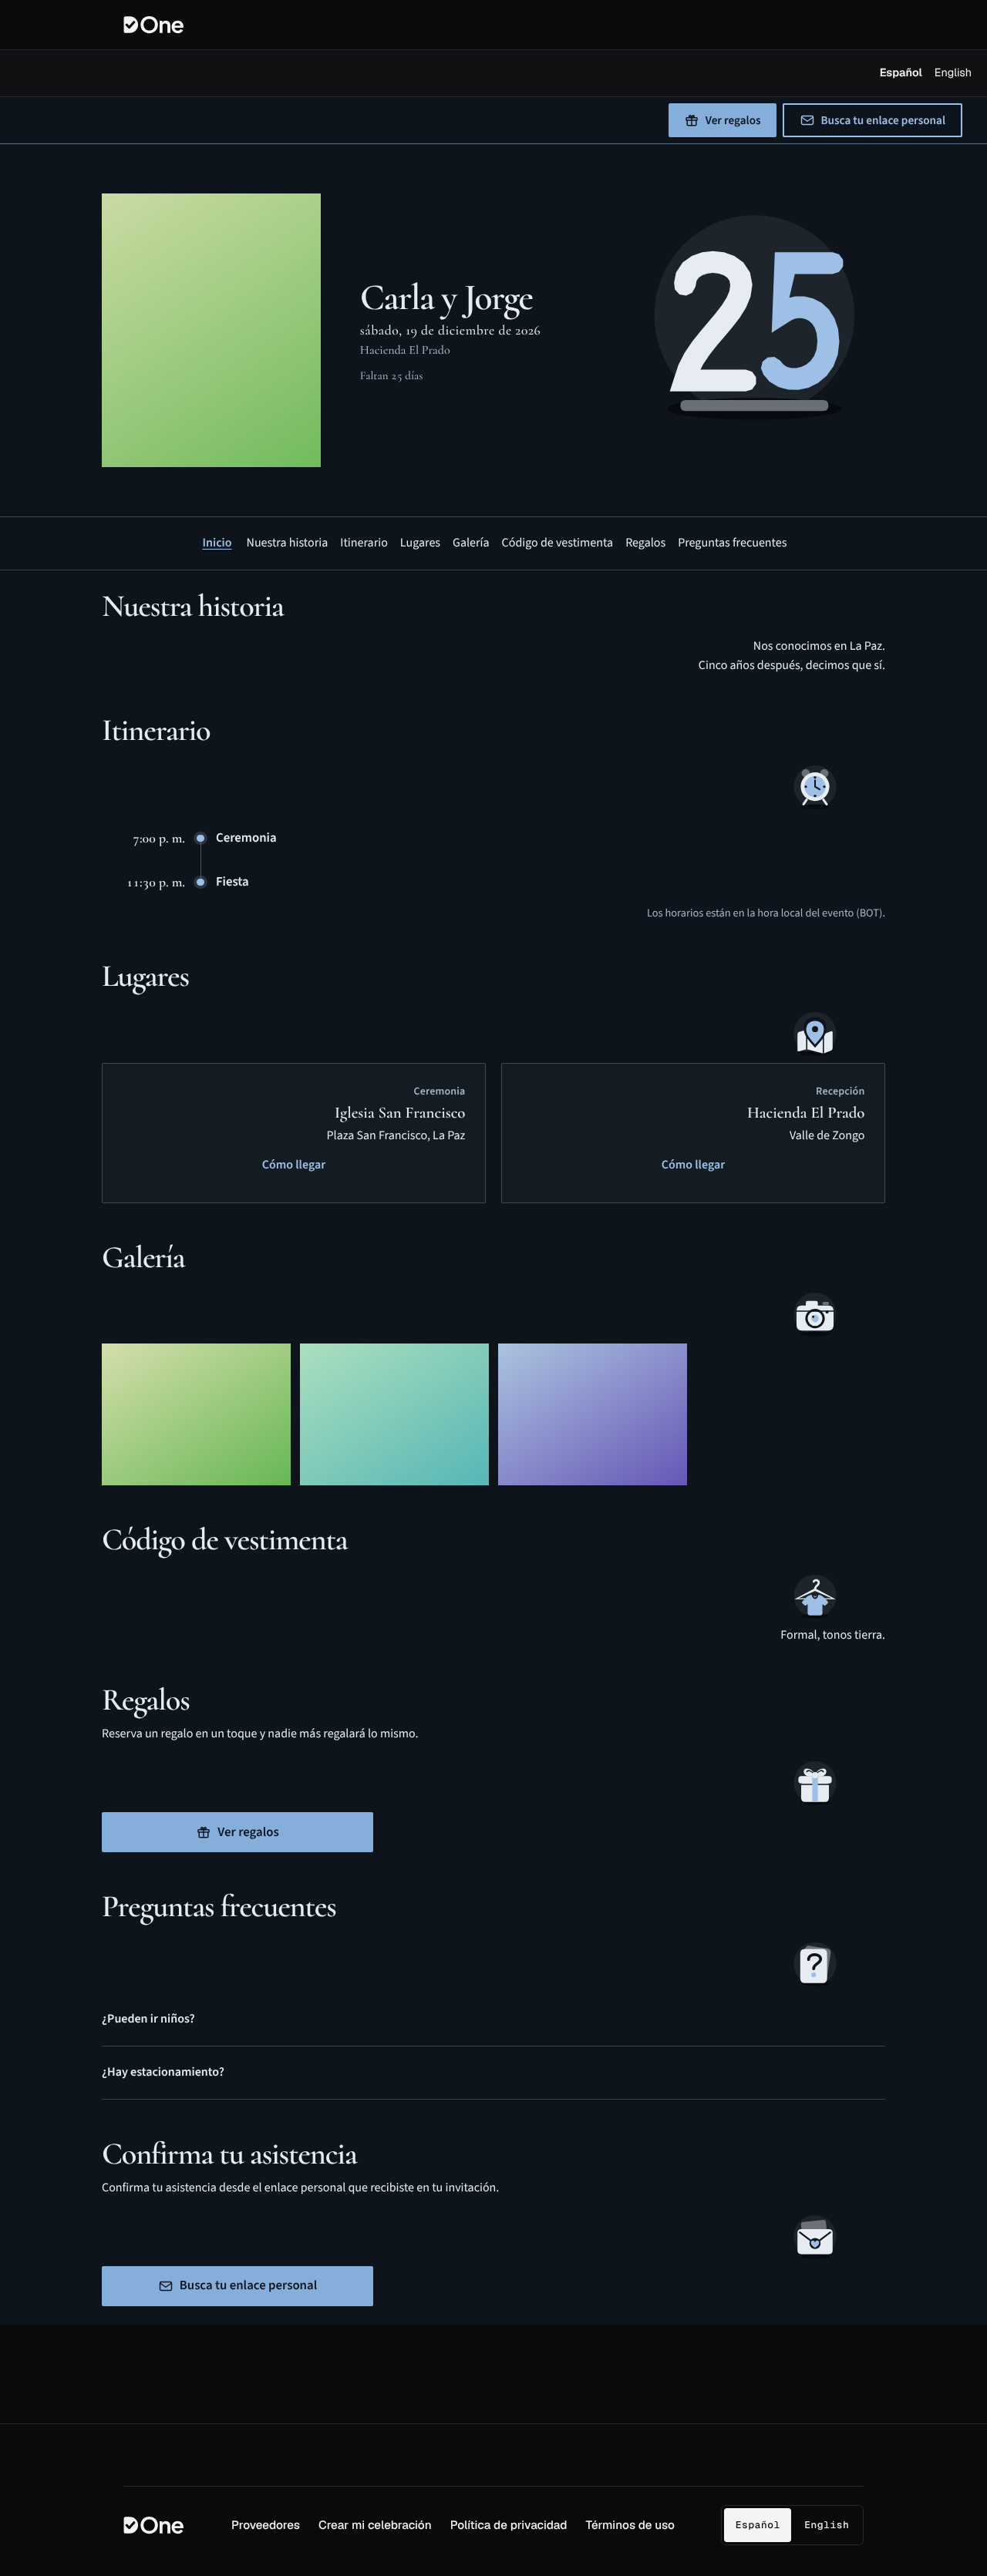 One
Español English
Ver regalos Busca tu enlace personal
Carla y Jorge
sábado, 19 de diciembre de 2026
Hacienda El Prado
Faltan 25 días
25
Inicio Nuestra historia Itinerario Lugares Galería Código de vestimenta Regalos Preguntas frecuentes
Nuestra historia
Nos conocimos en La Paz.
Cinco años después, decimos que sí.
Itinerario
7:00 p. m. Ceremonia
11:30 p. m. Fiesta
Los horarios están en la hora local del evento (BOT).
Lugares
Ceremonia
Iglesia San Francisco
Plaza San Francisco, La Paz
Cómo llegar
Recepción
Hacienda El Prado
Valle de Zongo
Cómo llegar
Galería
Código de vestimenta
Formal, tonos tierra.
Regalos
Reserva un regalo en un toque y nadie más regalará lo mismo.
Ver regalos
Preguntas frecuentes
?
¿Pueden ir niños?
¿Hay estacionamiento?
Confirma tu asistencia
Confirma tu asistencia desde el enlace personal que recibiste en tu invitación.
Busca tu enlace personal
One Proveedores Crear mi celebración Política de privacidad Términos de uso Español English